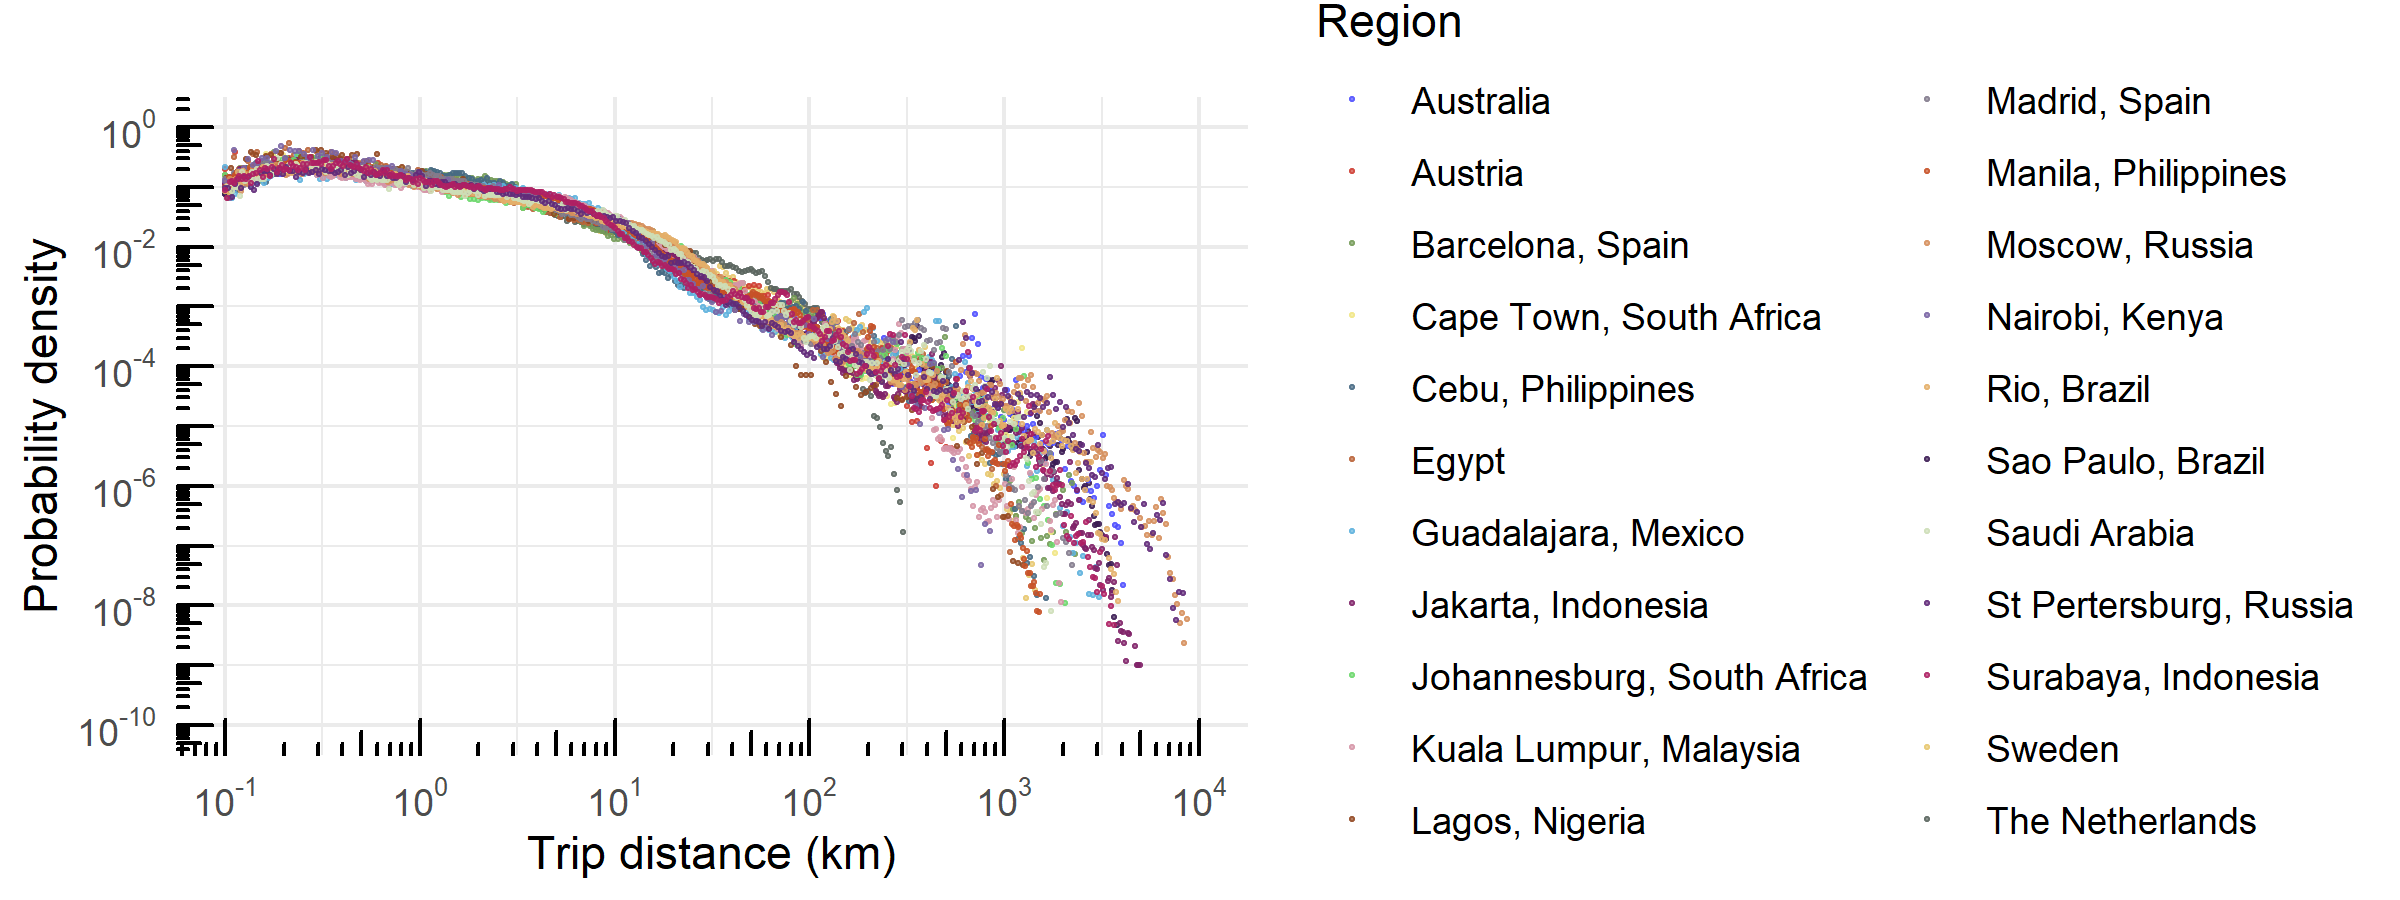 Region
Australia
Austria
Barcelona, Spain
Cape Town, South Africa
Cebu, Philippines
Egypt
Guadalajara, Mexico
Jakarta, Indonesia
Johannesburg, South Africa
Kuala Lumpur, Malaysia
Lagos, Nigeria
Madrid, Spain
Manila, Philippines
Moscow, Russia
Nairobi, Kenya
Rio, Brazil
Sao Paulo, Brazil
Saudi Arabia
St Pertersburg, Russia
Surabaya, Indonesia
Sweden
The Netherlands
Probability density
10^0
10^-2
10^-4
10^-6
10^-8
10^-10
10^-1 10^0 10^1 10^2 10^3 10^4
Trip distance (km)